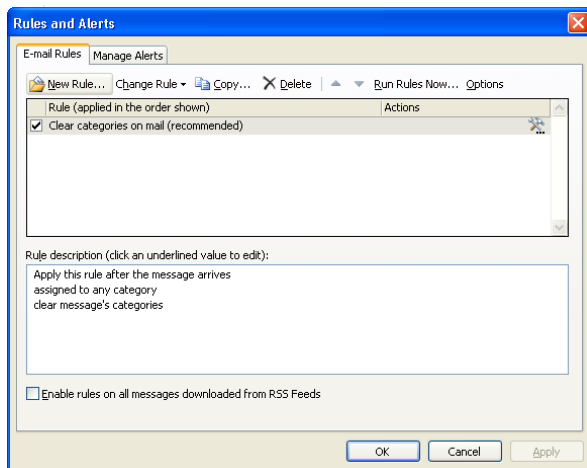 Rules and Alerts
E-mail Rules Manage Alerts
New Rule... Change Rule Copy... Delete Run Rules Now... Options
Rule (applied in the order shown) Actions
Clear categories on mail (recommended)
Rule description (click an underlined value to edit):
Apply this rule after the message arrives
assigned to any category
clear message's categories
Enable rules on all messages downloaded from RSS Feeds
OK Cancel Apply